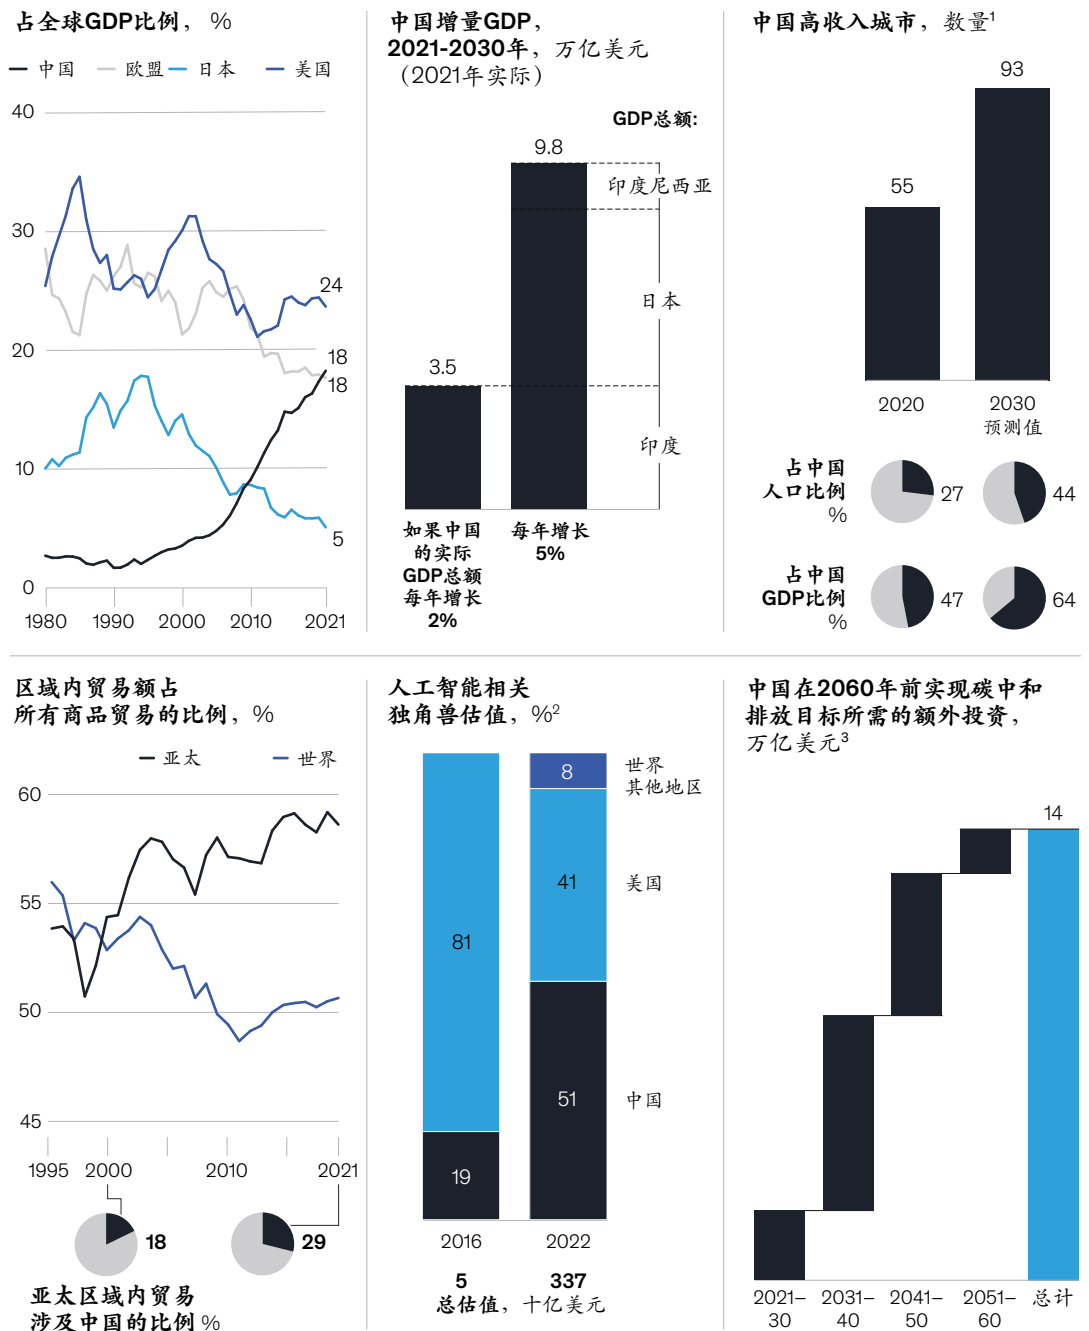 占全球GDP比例，%
中国 欧盟 日本 美国
40
30
20
10
0
24
18
18
5
1980 1990 2000 2010 2021
中国增量GDP，
2021-2030年，万亿美元
（2021年实际）
GDP总额:
9.8
印度尼西亚
日本
3.5
印度
如果中国
的实际
GDP总额
每年增长
2%
每年增长
5%
中国高收入城市，数量¹
93
55
2020 2030
预测值
占中国
人口比例
%
27 44
占中国
GDP比例
%
47 64
区域内贸易额占
所有商品贸易的比例，%
亚太 世界
60
55
50
45
1995 2000 2010 2021
18 29
亚太区域内贸易
涉及中国的比例 %
人工智能相关
独角兽估值，%²
8 世界
其他地区
41 美国
81
51 中国
19
2016 2022
5 337
总估值，十亿美元
中国在2060年前实现碳中和
排放目标所需的额外投资，
万亿美元³
14
2021–
30
2031–
40
2041–
50
2051–
60
总计